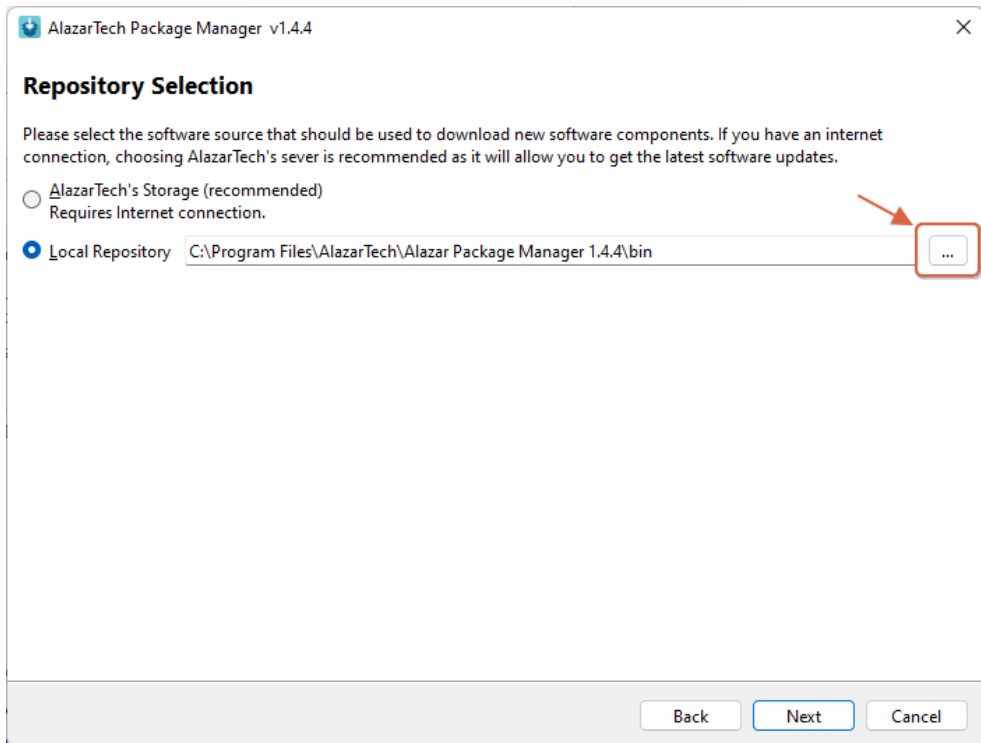 AlazarTech Package Manager v1.4.4
Repository Selection
Please select the software source that should be used to download new software components. If you have an internet
connection, choosing AlazarTech's sever is recommended as it will allow you to get the latest software updates.
AlazarTech's Storage (recommended)
Requires Internet connection.
Local Repository C:\Program Files\AlazarTech\Alazar Package Manager 1.4.4\bin ...
Back Next Cancel